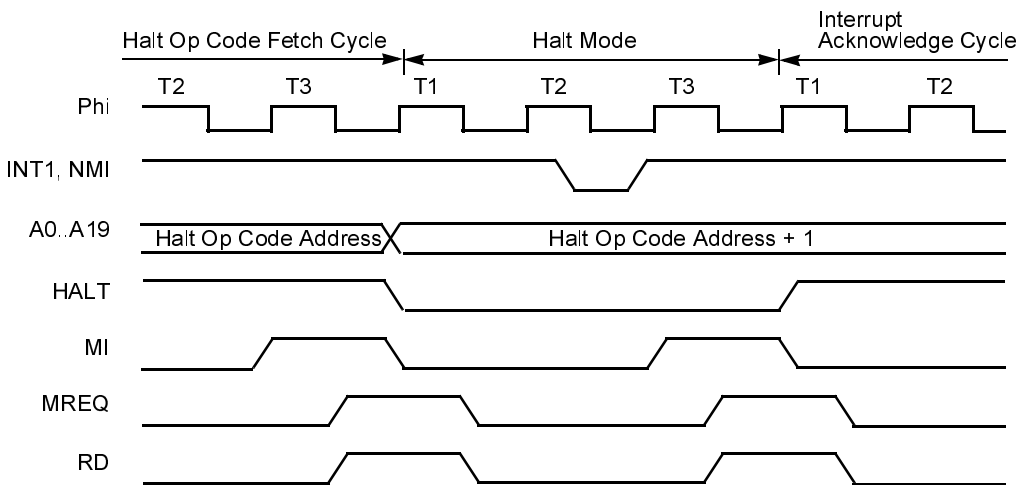 Halt Op Code Fetch Cycle
Halt Mode
Interrupt
Acknowledge Cycle
T2 T3 T1 T2 T3 T1 T2
Phi
INT1, NMI
A0..A19
Halt Op Code Address
Halt Op Code Address + 1
HALT
MI
MREQ
RD